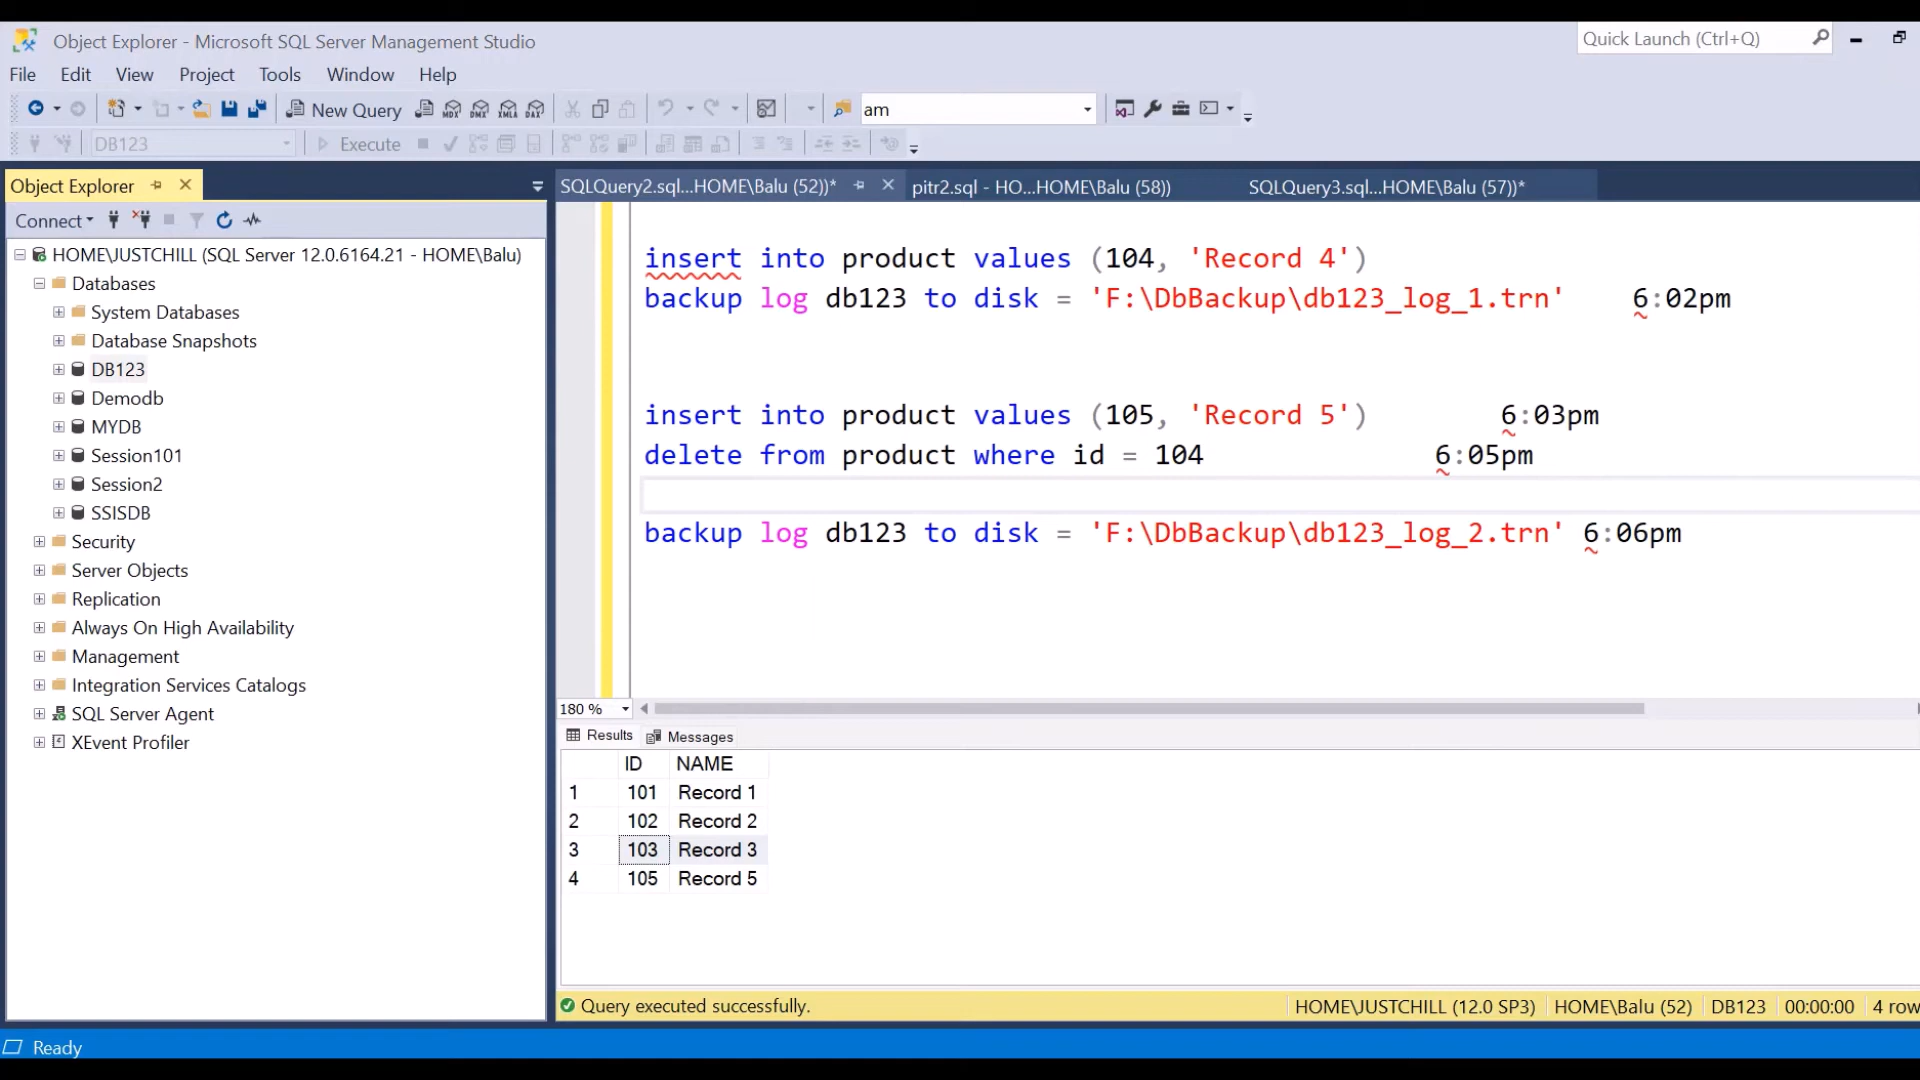 Object Explorer - Microsoft SQL Server Management Studio
Quick Launch (Ctrl+Q)
File Edit View Project Tools Window Help
New Query MDX DMX XMLA DAX am
DB123 Execute
Object Explorer
SQLQuery2.sql...HOME\Balu (52))* pitr2.sql - HO...HOME\Balu (58)) SQLQuery3.sql...HOME\Balu (57))*
Connect
HOME\JUSTCHILL (SQL Server 12.0.6164.21 - HOME\Balu)
Databases
System Databases
Database Snapshots
DB123
Demodb
MYDB
Session101
Session2
SSISDB
Security
Server Objects
Replication
Always On High Availability
Management
Integration Services Catalogs
SQL Server Agent
XEvent Profiler
insert into product values (104, 'Record 4')
backup log db123 to disk = 'F:\DbBackup\db123_log_1.trn' 6:02pm
insert into product values (105, 'Record 5') 6:03pm
delete from product where id = 104 6:05pm
backup log db123 to disk = 'F:\DbBackup\db123_log_2.trn' 6:06pm
180 %
Results Messages
ID NAME
1 101 Record 1
2 102 Record 2
3 103 Record 3
4 105 Record 5
Query executed successfully. HOME\JUSTCHILL (12.0 SP3) HOME\Balu (52) DB123 00:00:00 4 row
Ready